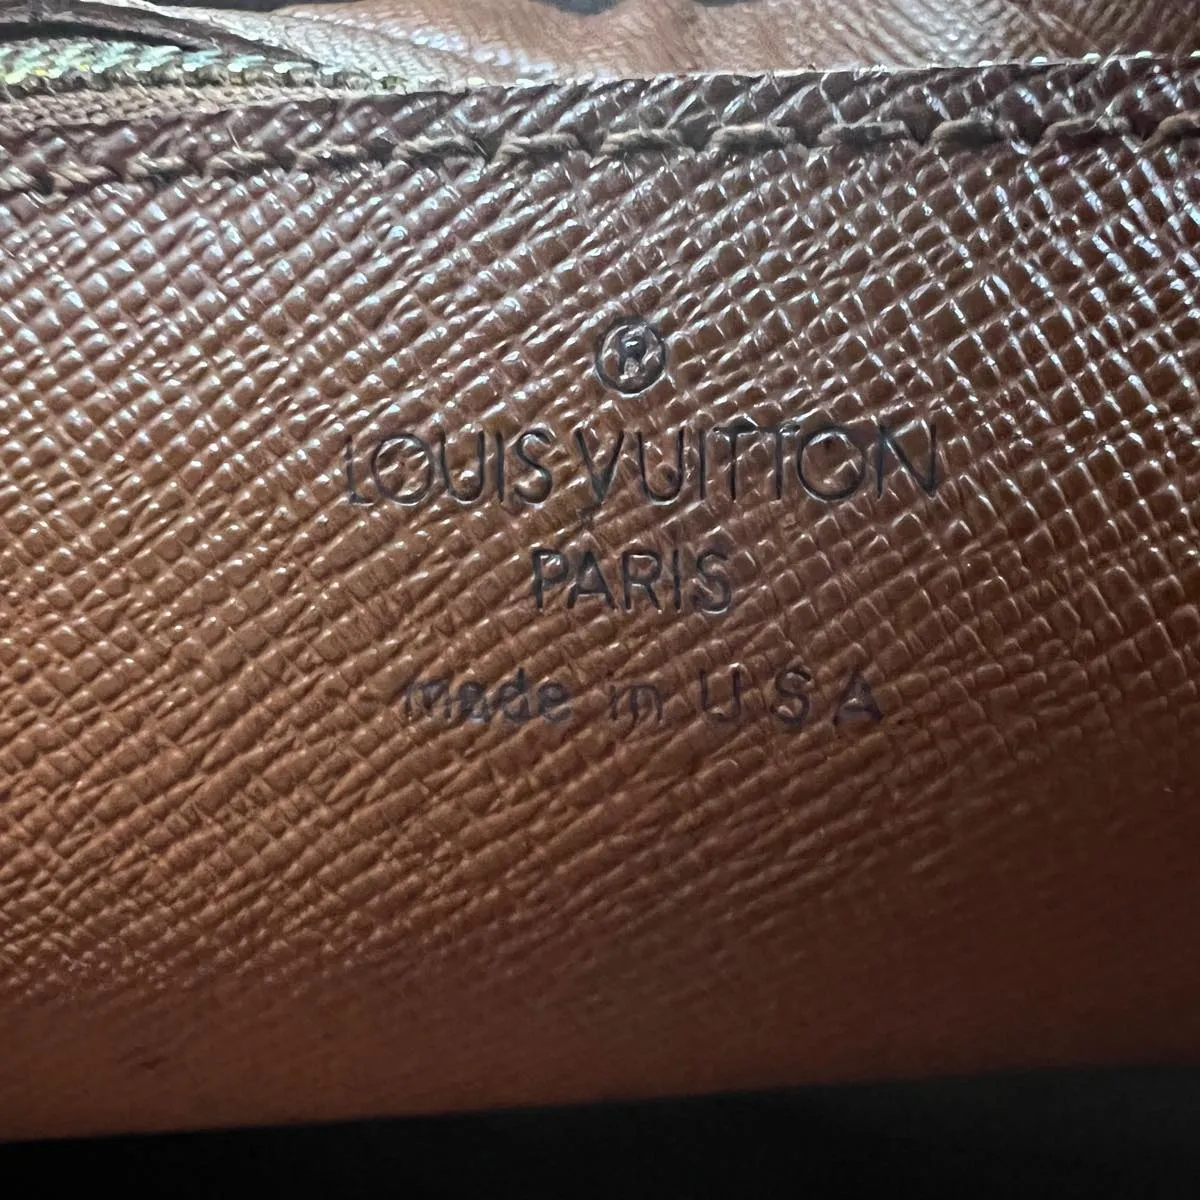 ®
LOUIS VUITTON
PARIS
made in U S A